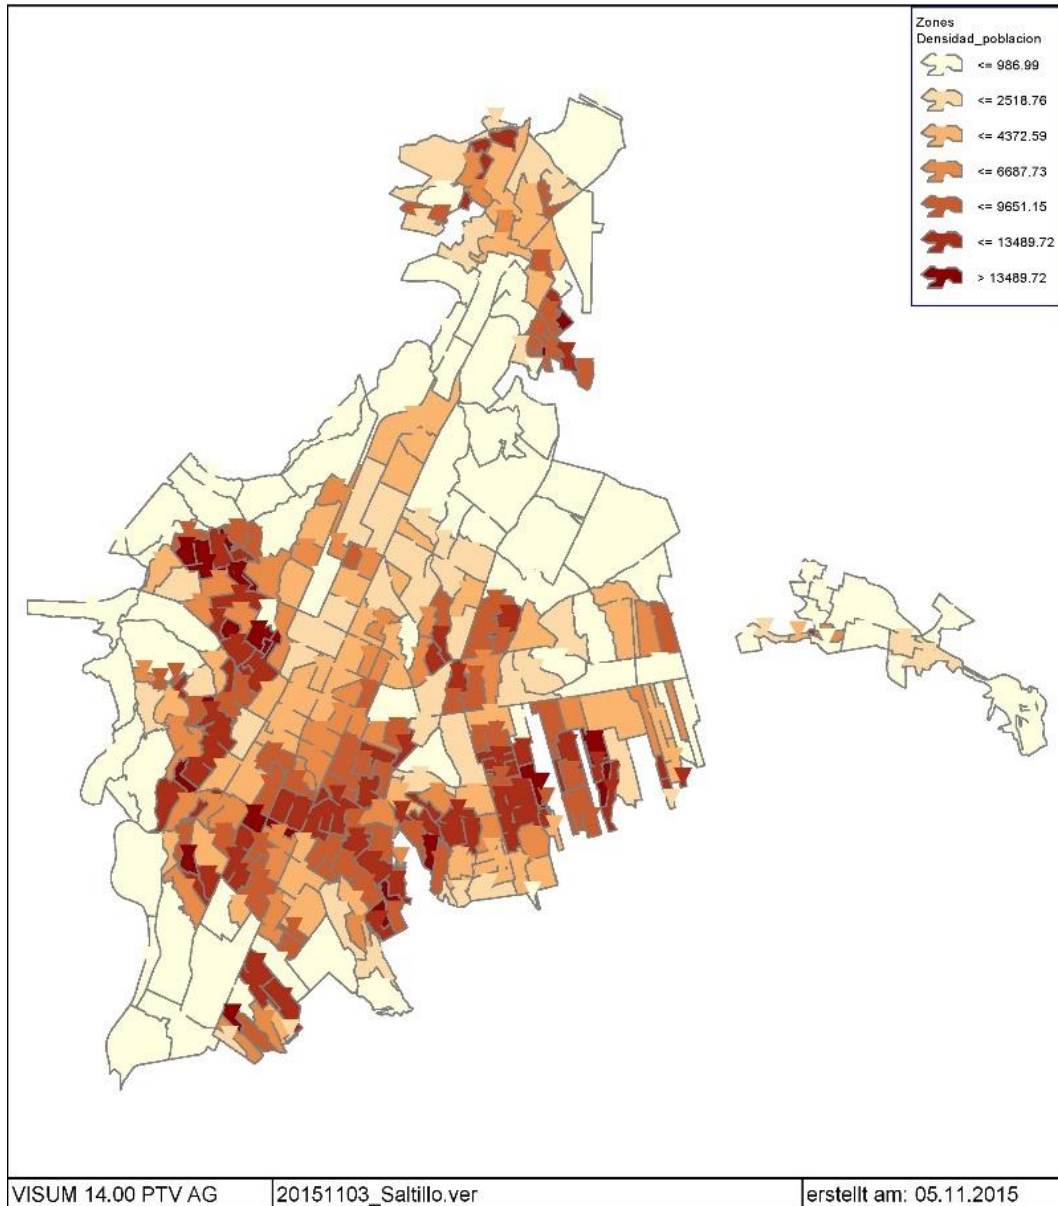 Zones
Densidad_poblacion
<= 986.99
<= 2518.76
<= 4372.59
<= 6687.73
<= 9651.15
<= 13489.72
> 13489.72
VISUM 14.00 PTV AG
20151103_Saltillo.ver
erstellt am: 05.11.2015